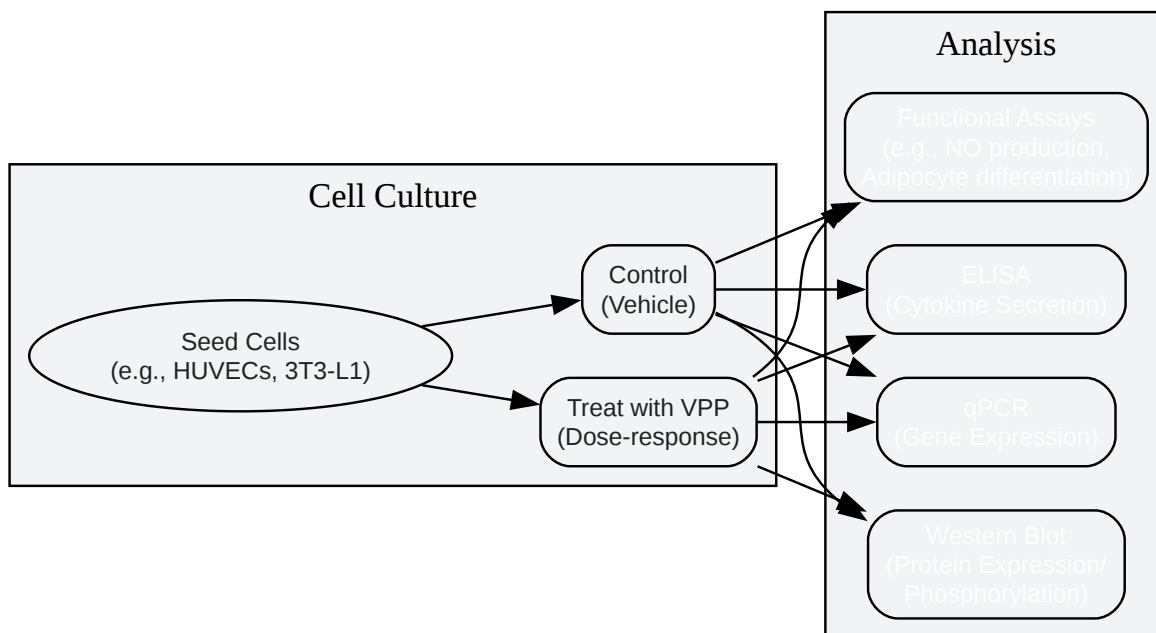 Cell Culture
Seed Cells
(e.g., HUVECs, 3T3-L1)
Control
(Vehicle)
Treat with VPP
(Dose-response)
Analysis
Functional Assays
(e.g., NO production,
Adipocyte differentiation)
ELISA
(Cytokine Secretion)
qPCR
(Gene Expression)
Western Blot
(Protein Expression/
Phosphorylation)